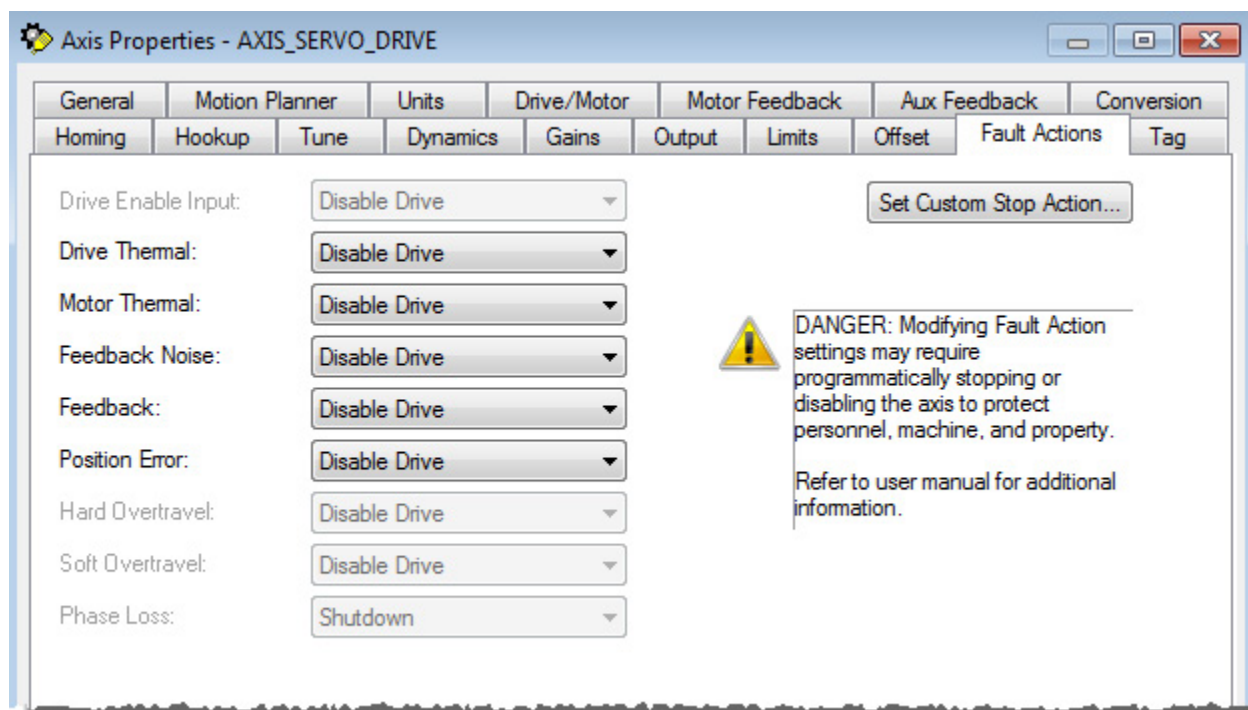 Axis Properties - AXIS_SERVO_DRIVE
General Motion Planner Units Drive/Motor Motor Feedback Aux Feedback Conversion
Homing Hookup Tune Dynamics Gains Output Limits Offset Fault Actions Tag
Drive Enable Input: Disable Drive Set Custom Stop Action...
Drive Thermal: Disable Drive
Motor Thermal: Disable Drive
Feedback Noise: Disable Drive
Feedback: Disable Drive
Position Error: Disable Drive
Hard Overtravel: Disable Drive
Soft Overtravel: Disable Drive
Phase Loss: Shutdown
DANGER: Modifying Fault Action
settings may require
programmatically stopping or
disabling the axis to protect
personnel, machine, and property.
Refer to user manual for additional
information.